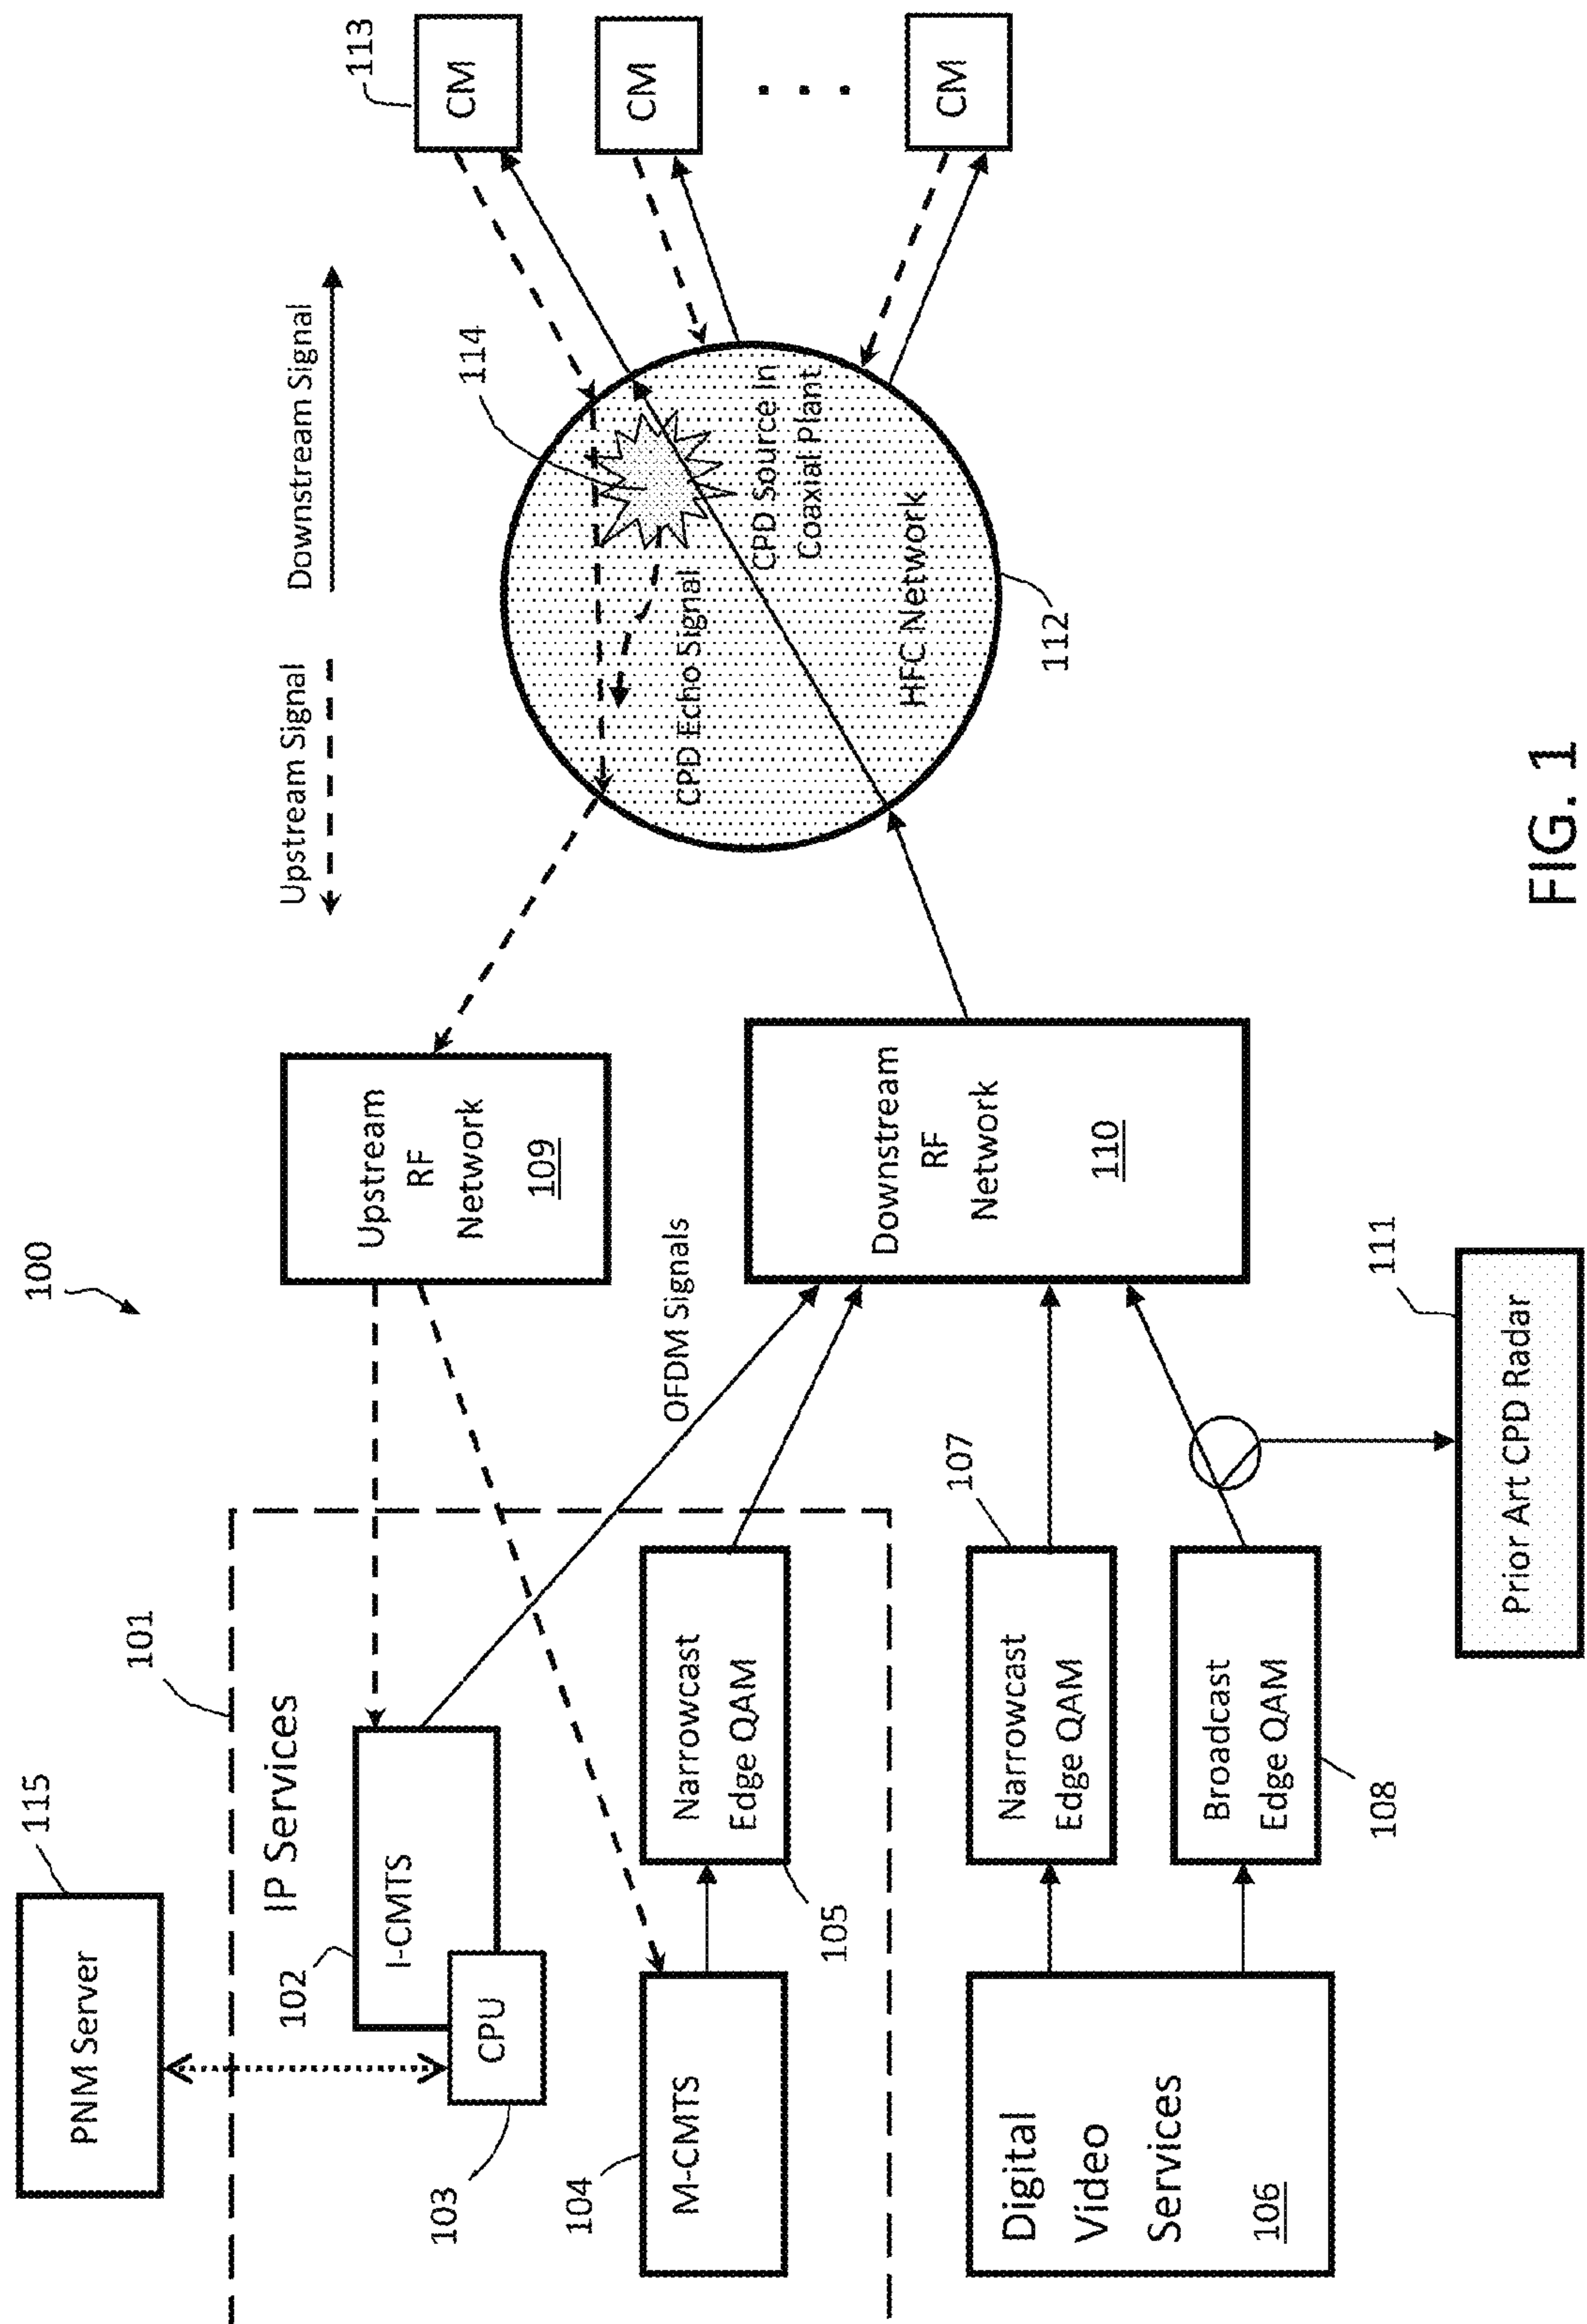 100
115
PNM Server
101
IP Services
102
I-CMTS
CPU
103
104
M-CMTS
Narrowcast
Edge QAM
105
Digital
Video
Services
106
107
Narrowcast
Edge QAM
Broadcast
Edge QAM
108
OFDM Signals
Upstream
RF
Network
109
Downstream
RF
Network
110
111
Prior Art CPD Radar
Upstream Signal
Downstream Signal
114
CPD Echo Signal
CPD Source In
Coaxial Plant
HFC Network
112
113
CM
CM
. . .
CM
FIG. 1